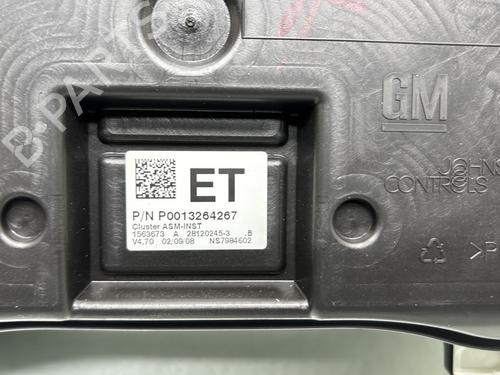 B-PARTS
GM
ET
JOHNS
CONTROLS
P/N P0013264267
Cluster ASM-INST
1563673 A 28120245-3 .B
V4.70 02/09/08 NS7984602
>P